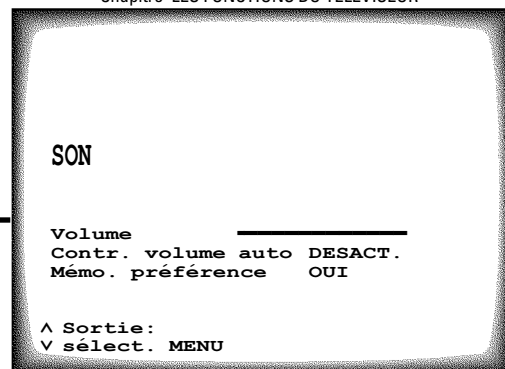 SON
Volume
Contr. volume auto DESACT.
Mémo. préférence OUI
∧ Sortie:
∨ sélect. MENU